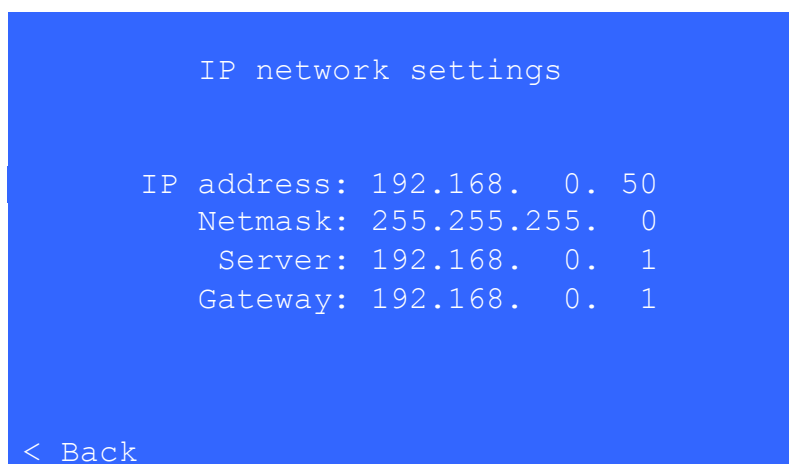 IP network settings
IP address: 192.168.  0. 50
Netmask: 255.255.255.  0
Server: 192.168.  0.  1
Gateway: 192.168.  0.  1
< Back